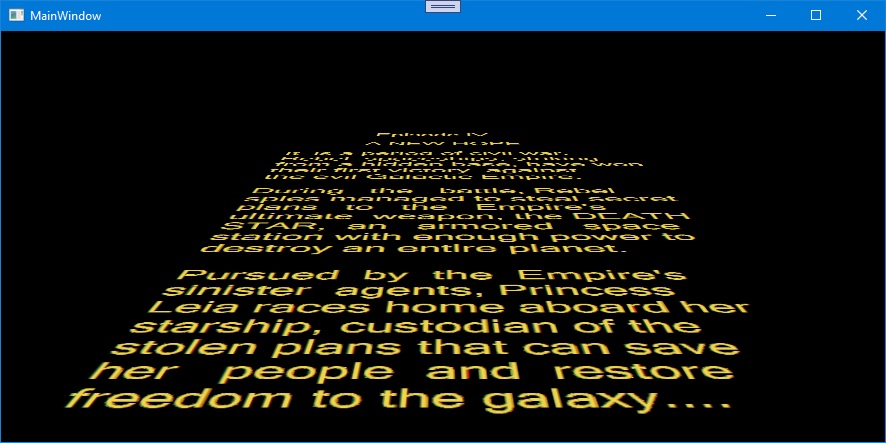 MainWindow
Episode IV
A NEW HOPE
It is a period of civil war.
Rebel spaceships, striking
from a hidden base, have won
their first victory against
the evil Galactic Empire.
During the battle, Rebel
spies managed to steal secret
plans to the Empire's
ultimate weapon, the DEATH
STAR, an armored space
station with enough power to
destroy an entire planet.
Pursued by the Empire's
sinister agents, Princess
Leia races home aboard her
starship, custodian of the
stolen plans that can save
her people and restore
freedom to the galaxy....